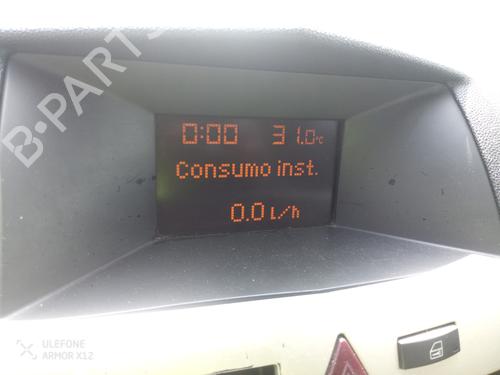 B-PARTS
0:00 31.0°C
Consumo inst.
0.0 L/h
ULEFONE
ARMOR X12